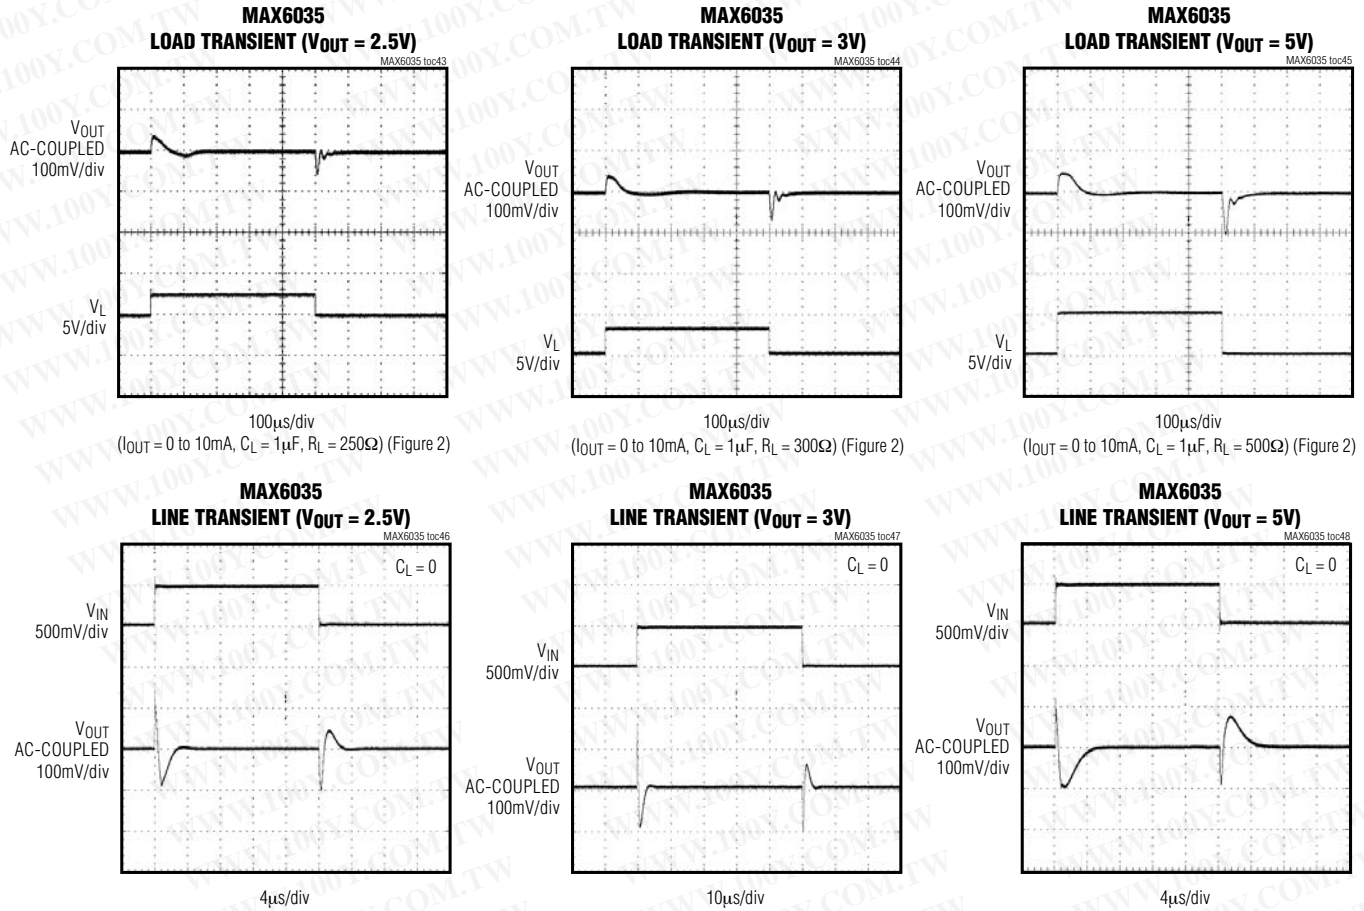 MAX6035
LOAD TRANSIENT (VOUT = 2.5V)
MAX6035 toc43
VOUT
AC-COUPLED
100mV/div
VL
5V/div
100μs/div
(IOUT = 0 to 10mA, CL = 1μF, RL = 250Ω) (Figure 2)
MAX6035
LOAD TRANSIENT (VOUT = 3V)
MAX6035 toc44
VOUT
AC-COUPLED
100mV/div
VL
5V/div
100μs/div
(IOUT = 0 to 10mA, CL = 1μF, RL = 300Ω) (Figure 2)
MAX6035
LOAD TRANSIENT (VOUT = 5V)
MAX6035 toc45
VOUT
AC-COUPLED
100mV/div
VL
5V/div
100μs/div
(IOUT = 0 to 10mA, CL = 1μF, RL = 500Ω) (Figure 2)
MAX6035
LINE TRANSIENT (VOUT = 2.5V)
MAX6035 toc46
CL = 0
VIN
500mV/div
VOUT
AC-COUPLED
100mV/div
4μs/div
MAX6035
LINE TRANSIENT (VOUT = 3V)
MAX6035 toc47
CL = 0
VIN
500mV/div
VOUT
AC-COUPLED
100mV/div
10μs/div
MAX6035
LINE TRANSIENT (VOUT = 5V)
MAX6035 toc48
CL = 0
VIN
500mV/div
VOUT
AC-COUPLED
100mV/div
4μs/div
WWW.100Y.COM.TW